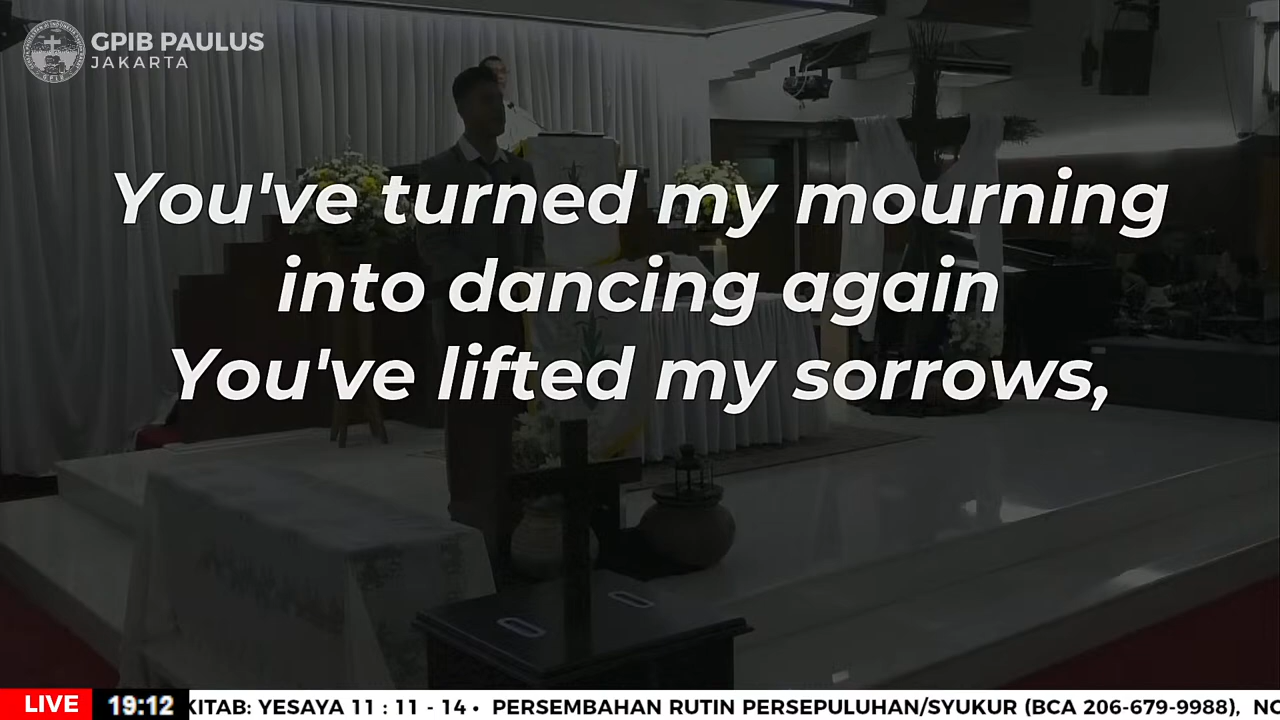 GPIB PAULUS
JAKARTA
You've turned my mourning
into dancing again
You've lifted my sorrows,
LIVE 19:12 KITAB: YESAYA 11 : 11 - 14 • PERSEMBAHAN RUTIN PERSEPULUHAN/SYUKUR (BCA 206-679-9988),